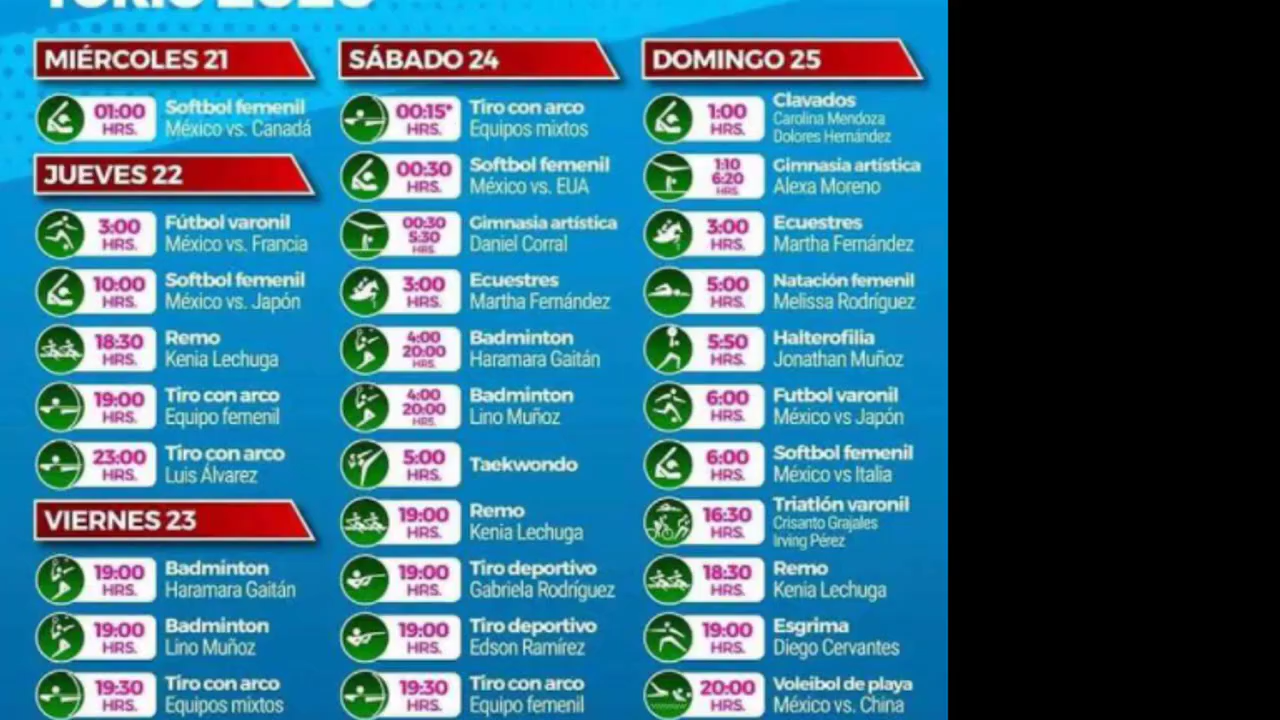 TOKIO 2020
MIÉRCOLES 21
01:00 HRS.
Softbol femenil
México vs. Canadá
JUEVES 22
3:00 HRS.
Fútbol varonil
México vs. Francia
10:00 HRS.
Softbol femenil
México vs. Japón
18:30 HRS.
Remo
Kenia Lechuga
19:00 HRS.
Tiro con arco
Equipo femenil
23:00 HRS.
Tiro con arco
Luis Álvarez
VIERNES 23
19:00 HRS.
Badminton
Haramara Gaitán
19:00 HRS.
Badminton
Lino Muñoz
19:30 HRS.
Tiro con arco
Equipos mixtos
SÁBADO 24
00:15* HRS.
Tiro con arco
Equipos mixtos
00:30 HRS.
Softbol femenil
México vs. EUA
00:30
5:30
HRS.
Gimnasia artística
Daniel Corral
3:00 HRS.
Ecuestres
Martha Fernández
4:00
20:00
HRS.
Badminton
Haramara Gaitán
4:00
20:00
HRS.
Badminton
Lino Muñoz
5:00 HRS.
Taekwondo
19:00 HRS.
Remo
Kenia Lechuga
19:00 HRS.
Tiro deportivo
Gabriela Rodríguez
19:00 HRS.
Tiro deportivo
Edson Ramírez
19:30 HRS.
Tiro con arco
Equipo femenil
DOMINGO 25
1:00 HRS.
Clavados
Carolina Mendoza
Dolores Hernández
1:10
6:20
HRS.
Gimnasia artística
Alexa Moreno
3:00 HRS.
Ecuestres
Martha Fernández
5:00 HRS.
Natación femenil
Melissa Rodríguez
5:50 HRS.
Halterofilia
Jonathan Muñoz
6:00 HRS.
Futbol varonil
México vs Japón
6:00 HRS.
Softbol femenil
México vs Italia
16:30 HRS.
Triatlón varonil
Crisanto Grajales
Irving Pérez
18:30 HRS.
Remo
Kenia Lechuga
19:00 HRS.
Esgrima
Diego Cervantes
20:00 HRS.
Voleibol de playa
México vs. China